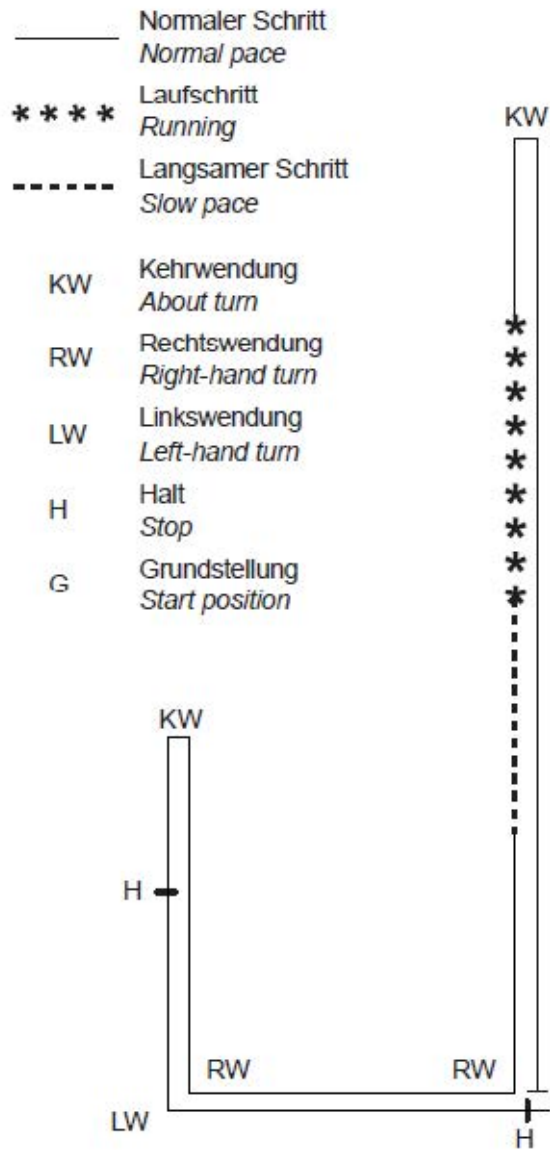 Normaler Schritt
Normal pace
* * * * Laufschritt
Running
Langsamer Schritt
Slow pace
KW Kehrwendung
About turn
RW Rechtswendung
Right-hand turn
LW Linkswendung
Left-hand turn
H Halt
Stop
G Grundstellung
Start position
KW
KW
H
RW RW
LW
H